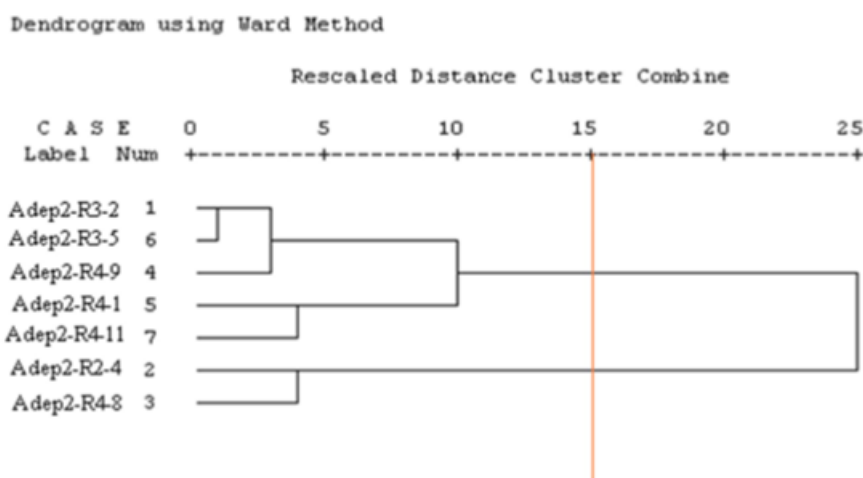 Dendrogram using Ward Method
Rescaled Distance Cluster Combine
C A S E 0 5 10 15 20 25
Label Num +---------+---------+---------+---------+---------+
Adep2-R3-2 1
Adep2-R3-5 6
Adep2-R4-9 4
Adep2-R4-1 5
Adep2-R4-11 7
Adep2-R2-4 2
Adep2-R4-8 3